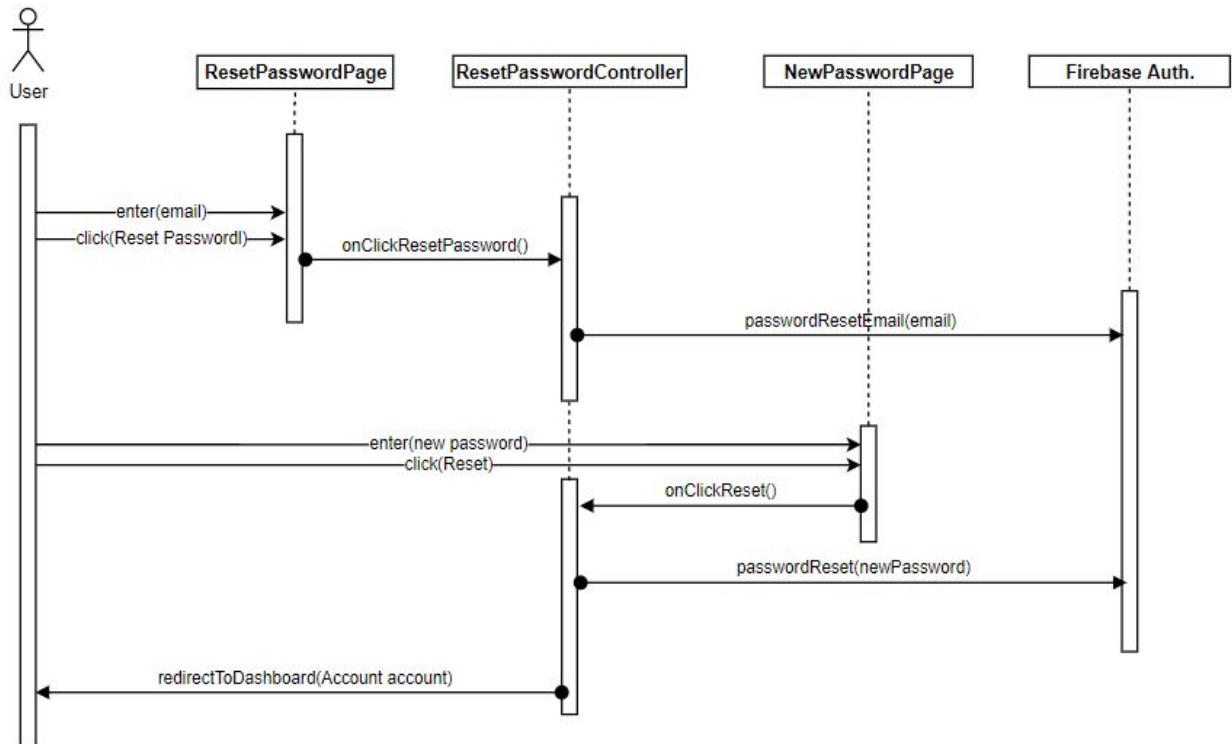 User
ResetPasswordPage
ResetPasswordController
NewPasswordPage
Firebase Auth.
enter(email)
click(Reset Passwordl)
onClickResetPassword()
passwordResetEmail(email)
enter(new password)
click(Reset)
onClickReset()
passwordReset(newPassword)
redirectToDashboard(Account account)